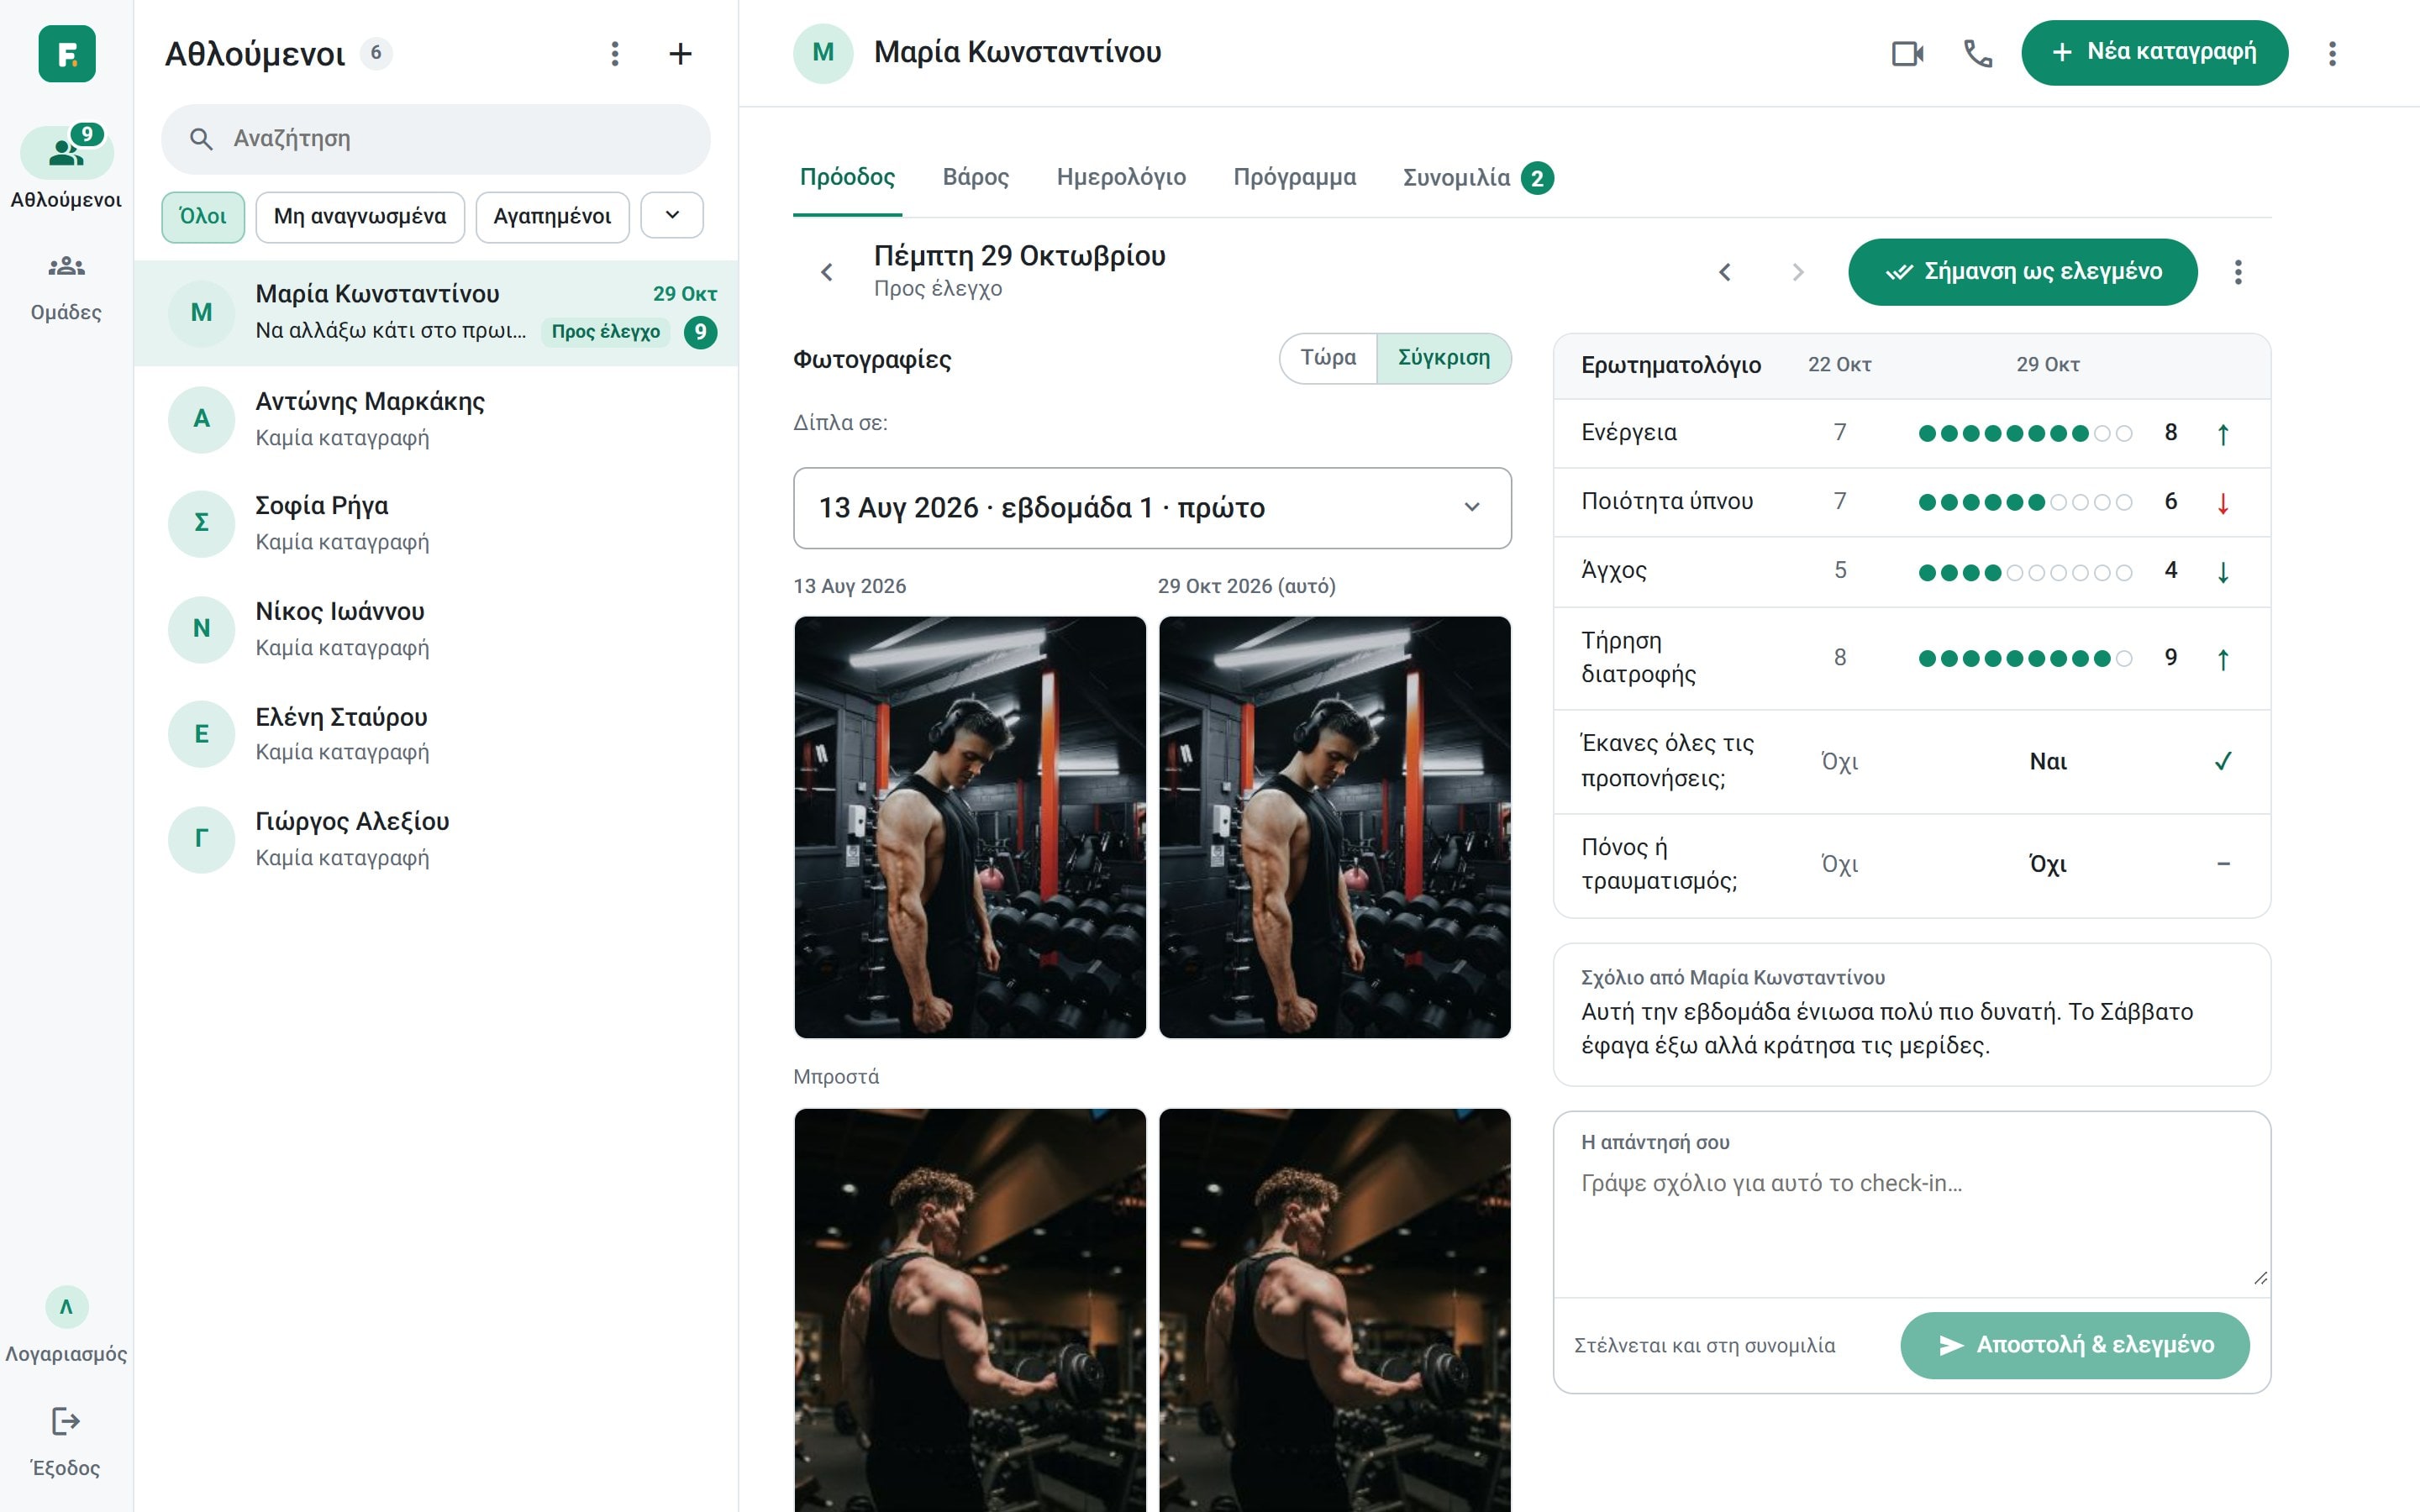 F.
9
Αθλούμενοι
Ομάδες
Λ
Λογαριασμός
Έξοδος
Αθλούμενοι 6
Αναζήτηση
Όλοι Μη αναγνωσμένα Αγαπημένοι
Μ
Μαρία Κωνσταντίνου 29 Οκτ
Να αλλάξω κάτι στο πρωι... Προς έλεγχο 9
Α
Αντώνης Μαρκάκης
Καμία καταγραφή
Σ
Σοφία Ρήγα
Καμία καταγραφή
Ν
Νίκος Ιωάννου
Καμία καταγραφή
Ε
Ελένη Σταύρου
Καμία καταγραφή
Γ
Γιώργος Αλεξίου
Καμία καταγραφή
Μ Μαρία Κωνσταντίνου + Νέα καταγραφή
Πρόοδος Βάρος Ημερολόγιο Πρόγραμμα Συνομιλία 2
Πέμπτη 29 Οκτωβρίου
Προς έλεγχο
Σήμανση ως ελεγμένο
Φωτογραφίες Τώρα Σύγκριση
Δίπλα σε:
13 Αυγ 2026 · εβδομάδα 1 · πρώτο
13 Αυγ 2026 29 Οκτ 2026 (αυτό)
Μπροστά
Ερωτηματολόγιο 22 Οκτ 29 Οκτ
Ενέργεια 7 8 ↑
Ποιότητα ύπνου 7 6 ↓
Άγχος 5 4 ↓
Τήρηση
διατροφής 8 9 ↑
Έκανες όλες τις
προπονήσεις; Όχι Ναι ✓
Πόνος ή
τραυματισμός; Όχι Όχι –
Σχόλιο από Μαρία Κωνσταντίνου
Αυτή την εβδομάδα ένιωσα πολύ πιο δυνατή. Το Σάββατο
έφαγα έξω αλλά κράτησα τις μερίδες.
Η απάντησή σου
Γράψε σχόλιο για αυτό το check-in...
Στέλνεται και στη συνομιλία Αποστολή & ελεγμένο